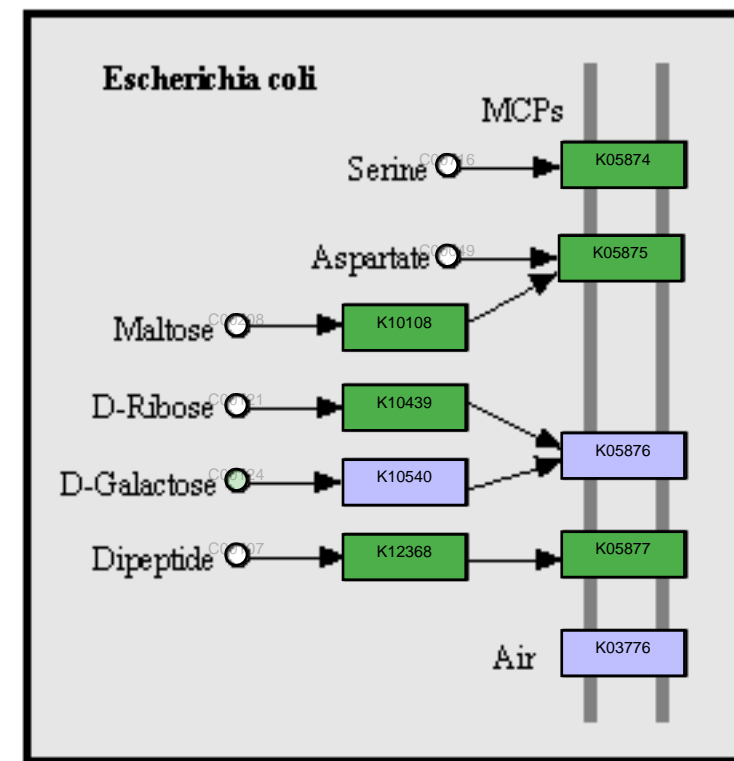 Escherichia coli
MCPs
Serine
K05874
Aspartate
K05875
Maltose
K10108
D-Ribose
K10439
D-Galactose
K10540
K05876
Dipeptide
K12368
K05877
Air
K03776